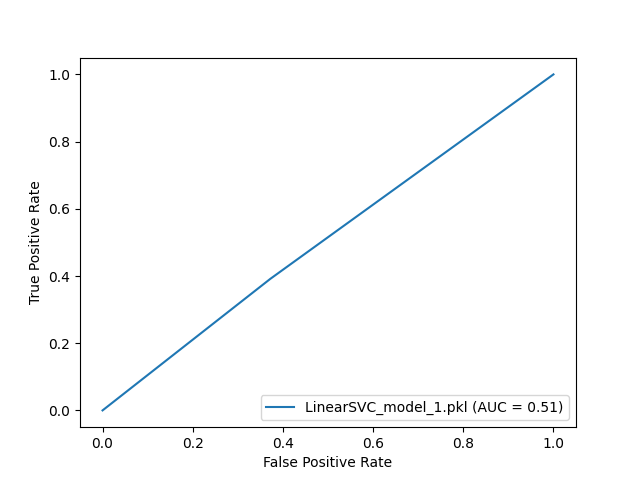 1.0
0.8
0.6
0.4
0.2
0.0
True Positive Rate
LinearSVC_model_1.pkl (AUC = 0.51)
0.0 0.2 0.4 0.6 0.8 1.0
False Positive Rate